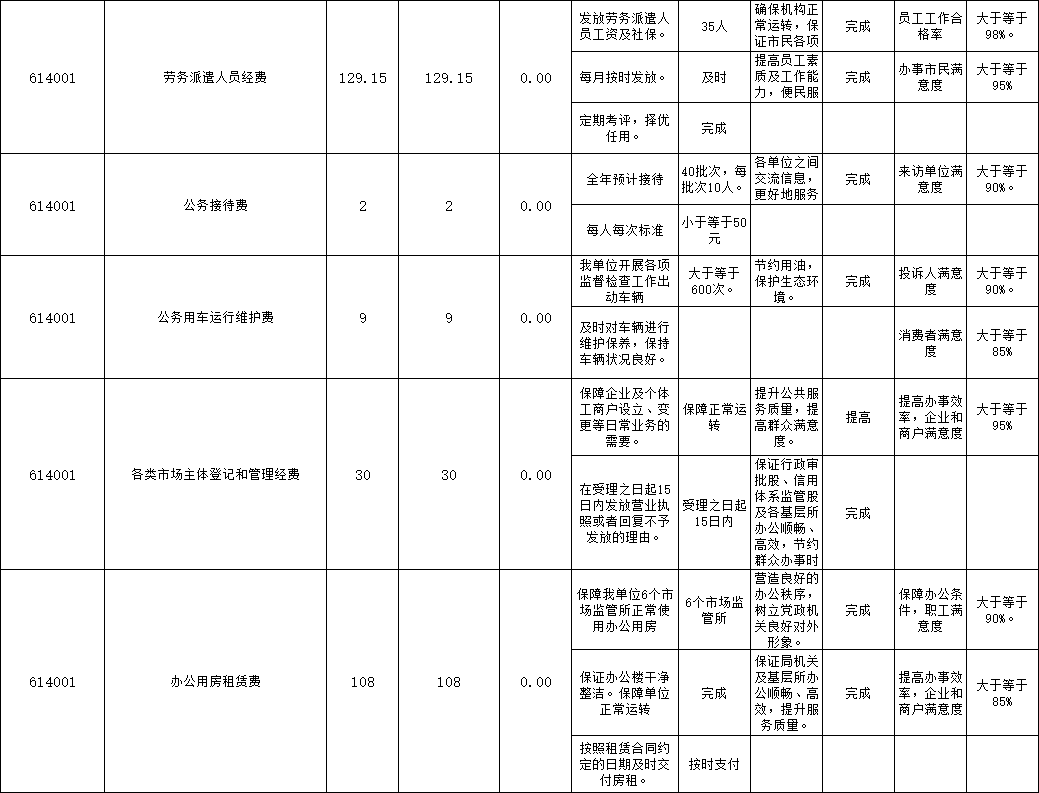 614001
劳务派遣人员经费
129.15
129.15
0.00
发放劳务派遣人
员工资及社保。
35人
确保机构正
常运转，保
证市民各项
完成
员工工作合
格率
大于等于
98%。
每月按时发放。
及时
提高员工素
质及工作能
力，便民服
完成
办事市民满
意度
大于等于
95%
定期考评，择优
任用。
完成
614001
公务接待费
2
2
0.00
全年预计接待
40批次，每
批次10人。
各单位之间
交流信息，
更好地服务
完成
来访单位满
意度
大于等于
90%。
每人每次标准
小于等于50
元
614001
公务用车运行维护费
9
9
0.00
我单位开展各项
监督检查工作出
动车辆
大于等于
600次。
节约用油，
保护生态环
境。
完成
投诉人满意
度
大于等于
90%。
及时对车辆进行
维护保养，保持
车辆状况良好。
消费者满意
度
大于等于
85%
614001
各类市场主体登记和管理经费
30
30
0.00
保障企业及个体
工商户设立、变
更等日常业务的
需要。
保障正常运
转
提升公共服
务质量，提
高群众满意
度。
提高
提高办事效
率，企业和
商户满意度
大于等于
95%
在受理之日起15
日内发放营业执
照或者回复不予
发放的理由。
受理之日起
15日内
保证行政审
批股、信用
体系监管股
及各基层所
办公顺畅、
高效，节约
群众办事时
完成
614001
办公用房租赁费
108
108
0.00
保障我单位6个市
场监管所正常使
用办公用房
6个市场监
管所
营造良好的
办公秩序，
树立党政机
关良好对外
形象。
完成
保障办公条
件，职工满
意度
大于等于
90%。
保证办公楼干净
整洁。保障单位
正常运转
完成
保证局机关
及基层所办
公顺畅、高
效，提升服
务质量。
完成
提高办事效
率，企业和
商户满意度
大于等于
85%
按照租赁合同约
定的日期及时交
付房租。
按时支付